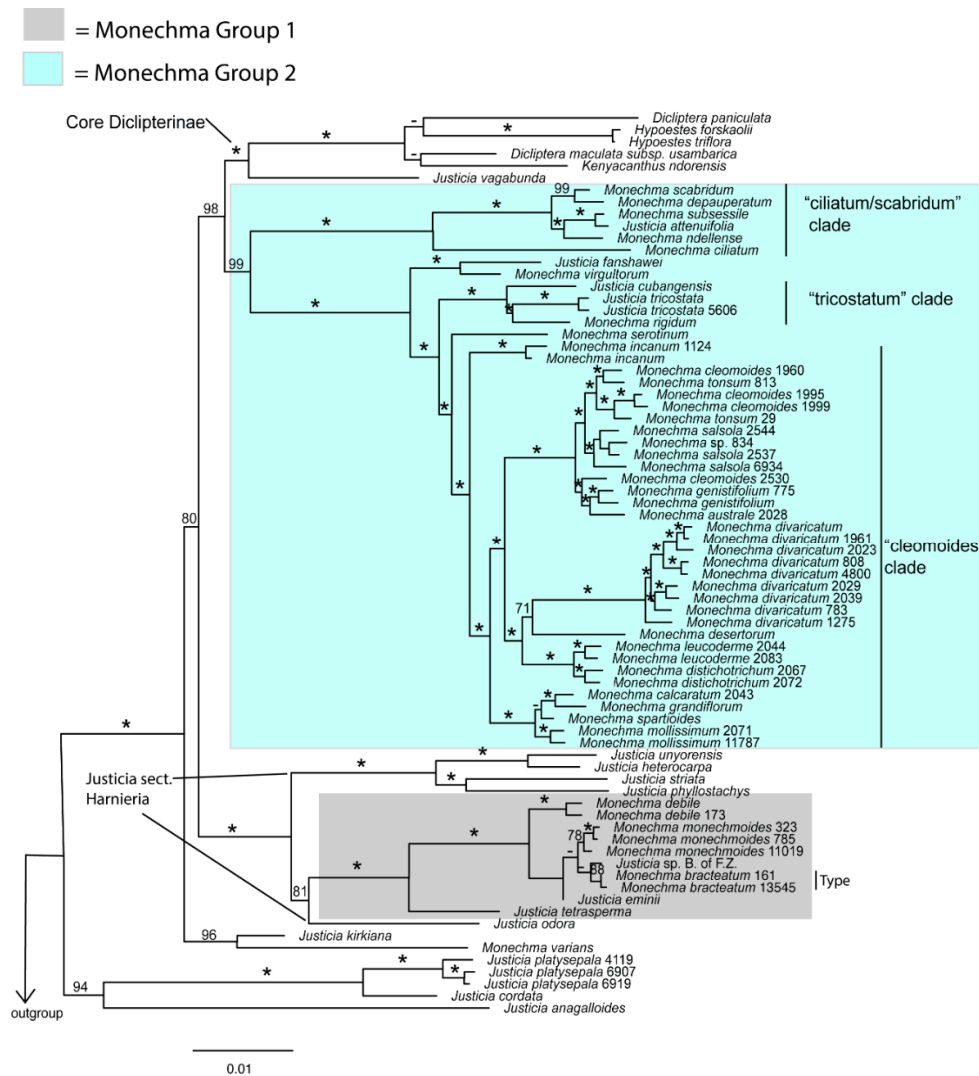 = Monechma Group 1
= Monechma Group 2
Core Diclipterinae
*
*
-
*
-
Dicliptera paniculata
Hypoestes forskaolii
Hypoestes triflora
Dicliptera maculata subsp. usambarica
Kenyacanthus ndorensis
Justicia vagabunda
98
99
*
*
99
*
*
Monechma scabridum
Monechma depauperatum
Monechma subsessile
Justicia attenuifolia
Monechma ndellense
Monechma ciliatum
“ciliatum/scabridum”
clade
*
*
Justicia fanshawei
Monechma virgultorum
*
*
*
Justicia cubangensis
Justicia tricostata
Justicia tricostata 5606
Monechma rigidum
“tricostatum” clade
*
*
*
Monechma serotinum
Monechma incanum 1124
Monechma incanum
*
*
*
*
*
*
*
Monechma cleomoides 1960
Monechma tonsum 813
Monechma cleomoides 1995
Monechma cleomoides 1999
Monechma tonsum 29
Monechma salsola 2544
Monechma sp. 834
Monechma salsola 2537
Monechma salsola 6934
Monechma cleomoides 2530
Monechma genistifolium 775
Monechma genistifolium
Monechma australe 2028
*
*
*
*
80
*
*
*
71
*
*
*
*
*
*
*
*
Monechma divaricatum
Monechma divaricatum 1961
Monechma divaricatum 2023
Monechma divaricatum 808
Monechma divaricatum 4800
Monechma divaricatum 2029
Monechma divaricatum 2039
Monechma divaricatum 783
Monechma divaricatum 1275
Monechma desertorum
“cleomoides
clade
*
*
*
Monechma leucoderme 2044
Monechma leucoderme 2083
Monechma distichotrichum 2067
Monechma distichotrichum 2072
*
-
*
*
Monechma calcaratum 2043
Monechma grandiflorum
Monechma spartioides
Monechma mollissimum 2071
Monechma mollissimum 11787
*
Justicia sect.
Harnieria
*
*
*
*
Justicia unyorensis
Justicia heterocarpa
Justicia striata
Justicia phyllostachys
81
*
*
*
78
*
-
-
88
Monechma debile
Monechma debile 173
Monechma monechmoides 323
Monechma monechmoides 785
Monechma monechmoides 11019
Justicia sp. B. of F.Z.
Monechma bracteatum 161
Monechma bracteatum 13545
Justicia eminii
Justicia tetrasperma
Type
Justicia odora
96
Justicia kirkiana
Monechma varians
94
*
*
*
Justicia platysepala 4119
Justicia platysepala 6907
Justicia platysepala 6919
Justicia cordata
Justicia anagalloides
outgroup
0.01